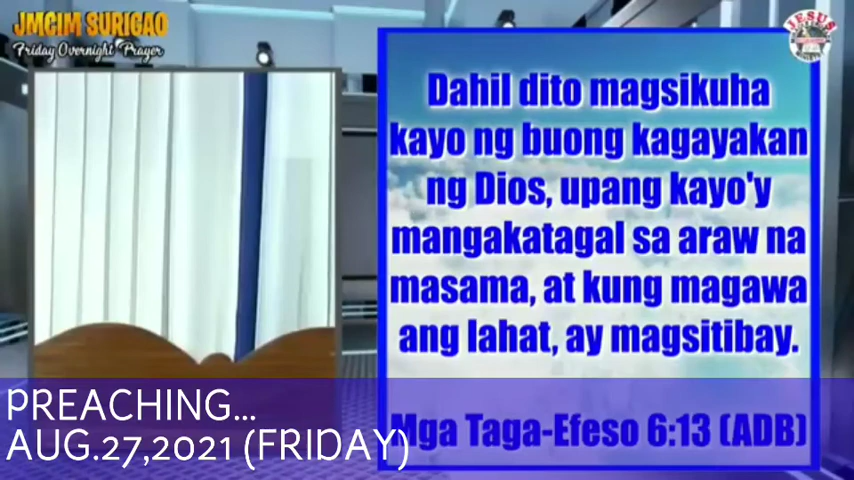 JMCIM SURIGAO
Friday Overnight Prayer
JESUS
Dahil dito magsikuha
kayo ng buong kagayakan
ng Dios, upang kayo'y
mangakatagal sa araw na
masama, at kung magawa
ang lahat, ay magsitibay.
Mga Taga-Efeso 6:13 (ADB)
PREACHING...
AUG.27,2021 (FRIDAY)